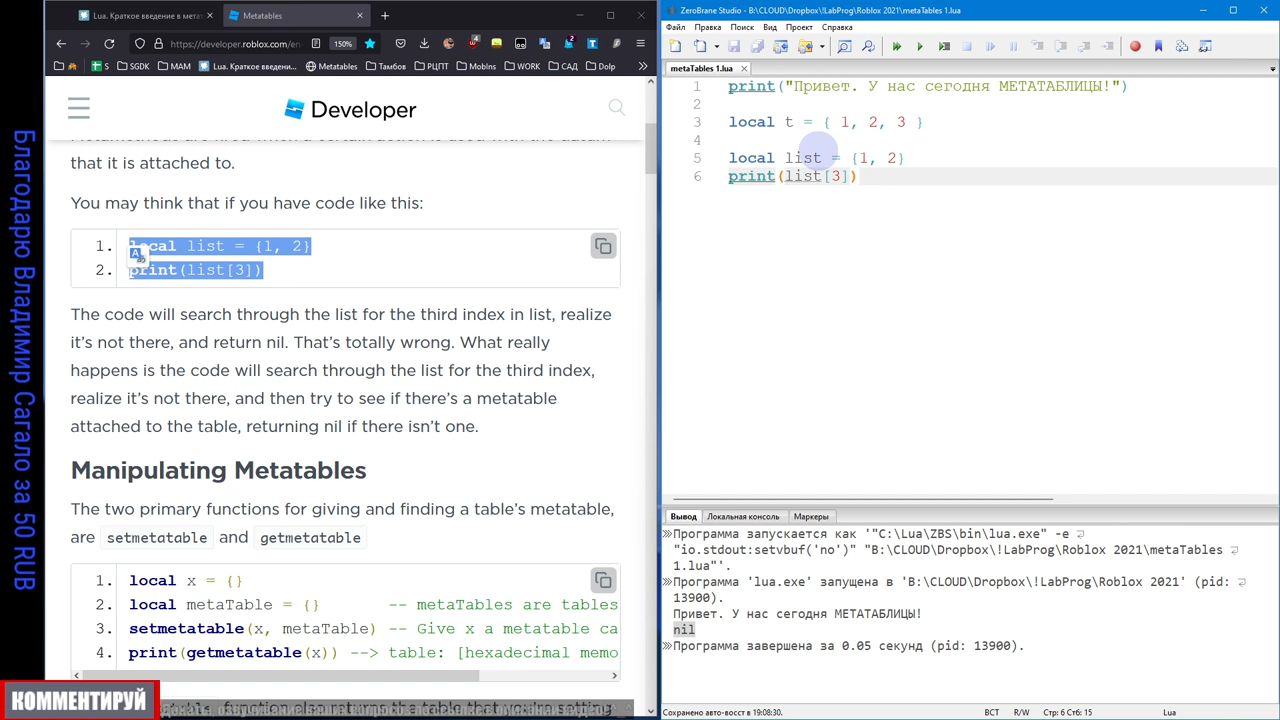 Благодарю Владимир Сагало за 50 RUB
Lua. Краткое введение в метат
Metatables
https://developer.roblox.com/en-
150%
S
SGDK
MAM
Lua. Краткое введени...
Metatables
Тамбов
РЦПТ
MobIns
WORK
САД
Dolp
Developer
that it is attached to.
You may think that if you have code like this:
1. local list = {1, 2}
2. print(list[3])
The code will search through the list for the third index in list, realize
it's not there, and return nil. That's totally wrong. What really
happens is the code will search through the list for the third index,
realize it's not there, and then try to see if there's a metatable
attached to the table, returning nil if there isn't one.
Manipulating Metatables
The two primary functions for giving and finding a table's metatable,
are setmetatable and getmetatable
1. local x = {}
2. local metaTable = {} -- metaTables are tables
3. setmetatable(x, metaTable) -- Give x a metatable ca
4. print(getmetatable(x)) --> table: [hexadecimal memo
КОММЕНТИРУЙ
ZeroBrane Studio - B:\CLOUD\Dropbox\!LabProg\Roblox 2021\metaTables 1.lua
Файл Правка Поиск Вид Проект Справка
metaTables 1.lua
1 print("Привет. У нас сегодня МЕТАТАБЛИЦЫ!")
2
3 local t = { 1, 2, 3 }
4
5 local list = {1, 2}
6 print(list[3])
Вывод Локальная консоль Маркеры
Программа запускается как '"C:\Lua\ZBS\bin\lua.exe" -e
"io.stdout:setvbuf('no')" "B:\CLOUD\Dropbox\!LabProg\Roblox 2021\metaTables
1.lua"'.
Программа 'lua.exe' запущена в 'B:\CLOUD\Dropbox\!LabProg\Roblox 2021' (pid:
13900).
Привет. У нас сегодня МЕТАТАБЛИЦЫ!
nil
Программа завершена за 0.05 секунд (pid: 13900).
Сохранено авто-восст в 19:08:30.
ВСТ
R/W
Стр: 6 Стб: 15
Lua